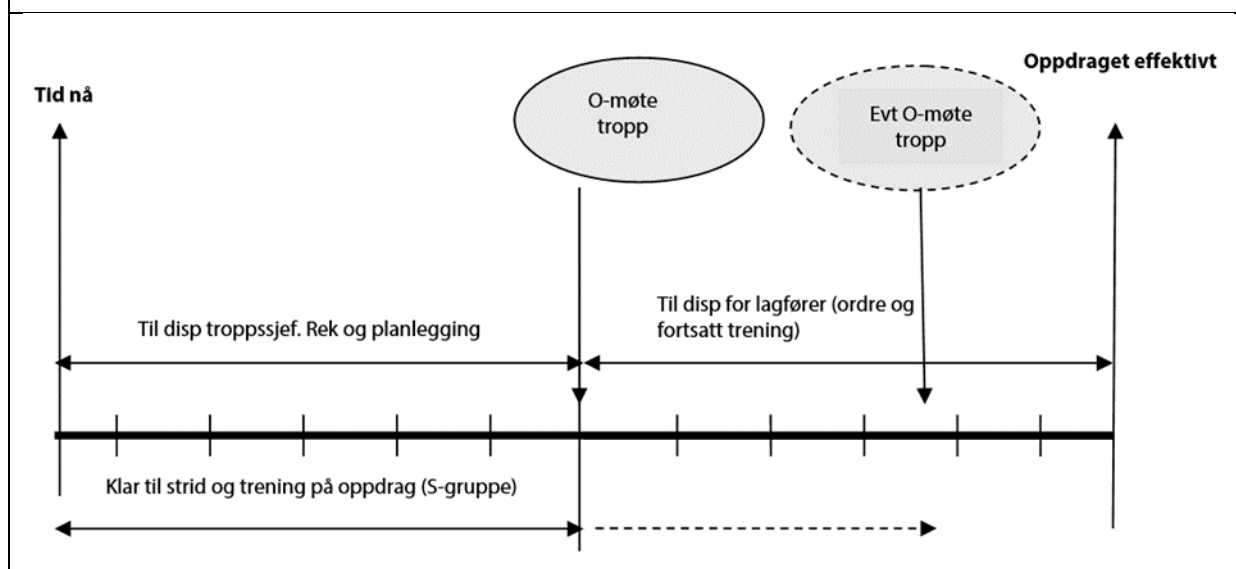 Oppdraget effektivt
Tid nå
O-møte
tropp
Evt O-møte
tropp
Til disp troppssjef. Rek og planlegging
Til disp for lagfører (ordre og
fortsatt trening)
Klar til strid og trening på oppdrag (S-gruppe)